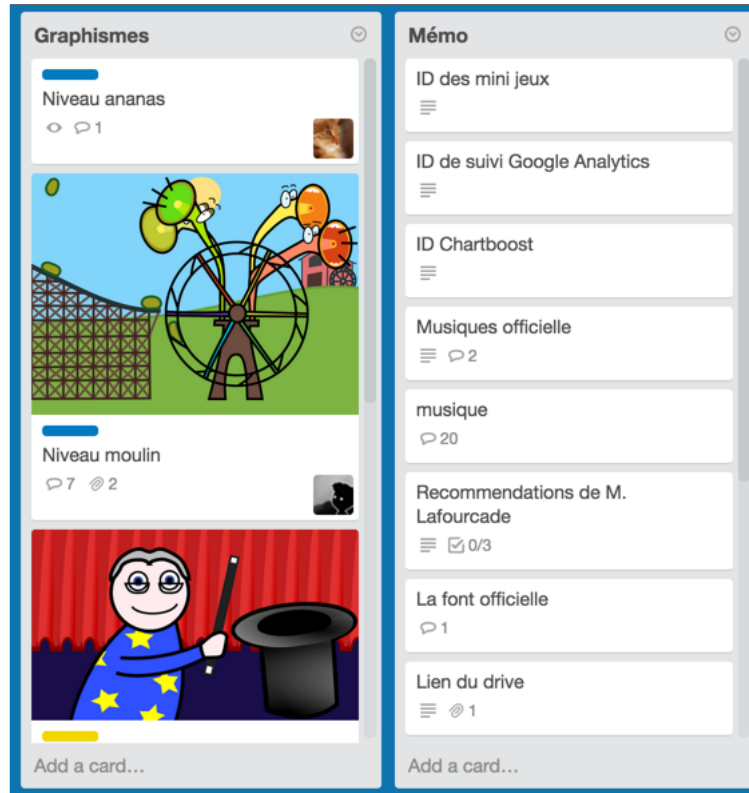 Graphismes
Niveau ananas
1
Niveau moulin
7 2
Add a card...
Mémo
ID des mini jeux
ID de suivi Google Analytics
ID Chartboost
Musiques officielle
2
musique
20
Recommendations de M.
Lafourcade
0/3
La font officielle
1
Lien du drive
1
Add a card...